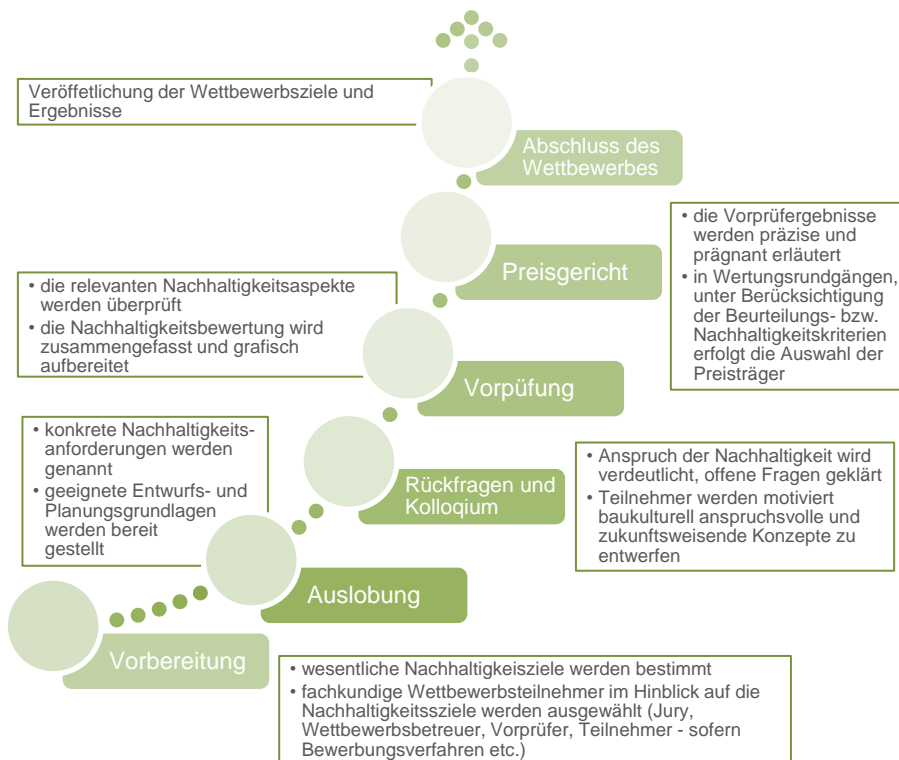 Veröffetlichung der Wettbewerbsziele und
Ergebnisse
Abschluss des
Wettbewerbes
• die Vorprüfergebnisse
werden präzise und
prägnant erläutert
• in Wertungsrundgängen,
unter Berücksichtigung
der Beurteilungs- bzw.
Nachhaltigkeitskriterien
erfolgt die Auswahl der
Preisträger
Preisgericht
• die relevanten Nachhaltigkeitsaspekte
werden überprüft
• die Nachhaltigkeitsbewertung wird
zusammengefasst und grafisch
aufbereitet
Vorpüfung
• konkrete Nachhaltigkeits-
anforderungen werden
genannt
• geeignete Entwurfs- und
Planungsgrundlagen
werden bereit
gestellt
Rückfragen und
Kolloqium
• Anspruch der Nachhaltigkeit wird
verdeutlicht, offene Fragen geklärt
• Teilnehmer werden motiviert
baukulturell anspruchsvolle und
zukunftsweisende Konzepte zu
entwerfen
Auslobung
Vorbereitung
• wesentliche Nachhaltigkeisziele werden bestimmt
• fachkundige Wettbewerbsteilnehmer im Hinblick auf die
Nachhaltigkeitssziele werden ausgewählt (Jury,
Wettbewerbsbetreuer, Vorprüfer, Teilnehmer - sofern
Bewerbungsverfahren etc.)